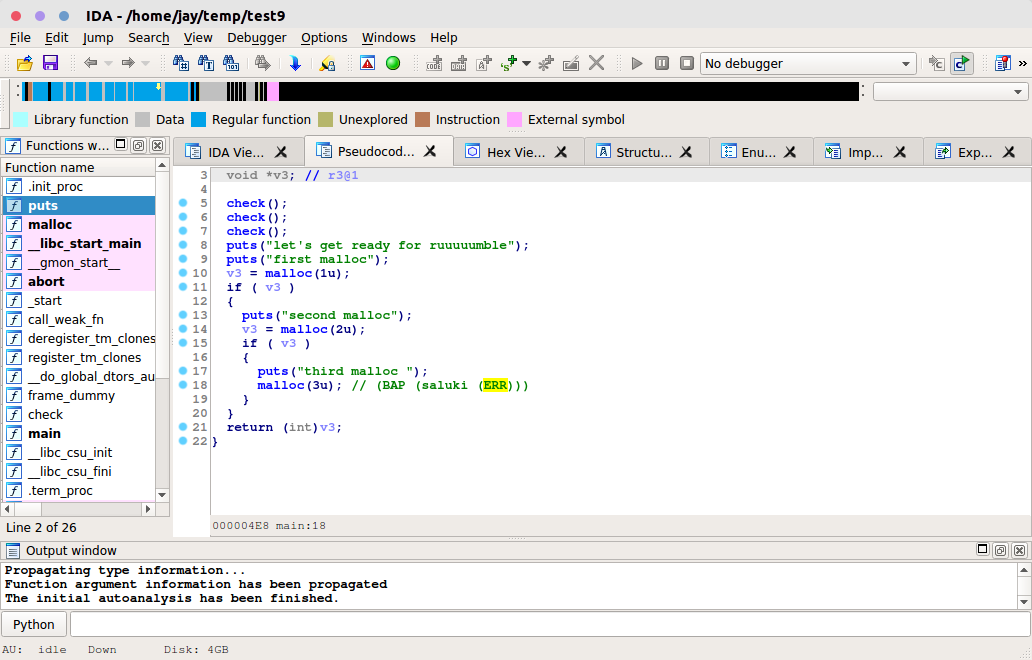 IDA - /home/jay/temp/test9
File Edit Jump Search View Debugger Options Windows Help
No debugger
Library function Data Regular function Unexplored Instruction External symbol
Functions w...
IDA Vie... Pseudocod... Hex Vie... Structu... Enu... Imp... Exp...
Function name
.init_proc
puts
malloc
__libc_start_main
__gmon_start__
abort
_start
call_weak_fn
deregister_tm_clones
register_tm_clones
__do_global_dtors_au
frame_dummy
check
main
__libc_csu_init
__libc_csu_fini
.term_proc
Line 2 of 26
3 void *v3; // r3@1
4
5 check();
6 check();
7 check();
8 puts("let's get ready for ruuuuumble");
9 puts("first malloc");
10 v3 = malloc(1u);
11 if ( v3 )
12 {
13 puts("second malloc");
14 v3 = malloc(2u);
15 if ( v3 )
16 {
17 puts("third malloc ");
18 malloc(3u); // (BAP (saluki (ERR)))
19 }
20 }
21 return (int)v3;
22 }
000004E8 main:18
Output window
Propagating type information...
Function argument information has been propagated
The initial autoanalysis has been finished.
Python
AU: idle Down Disk: 4GB